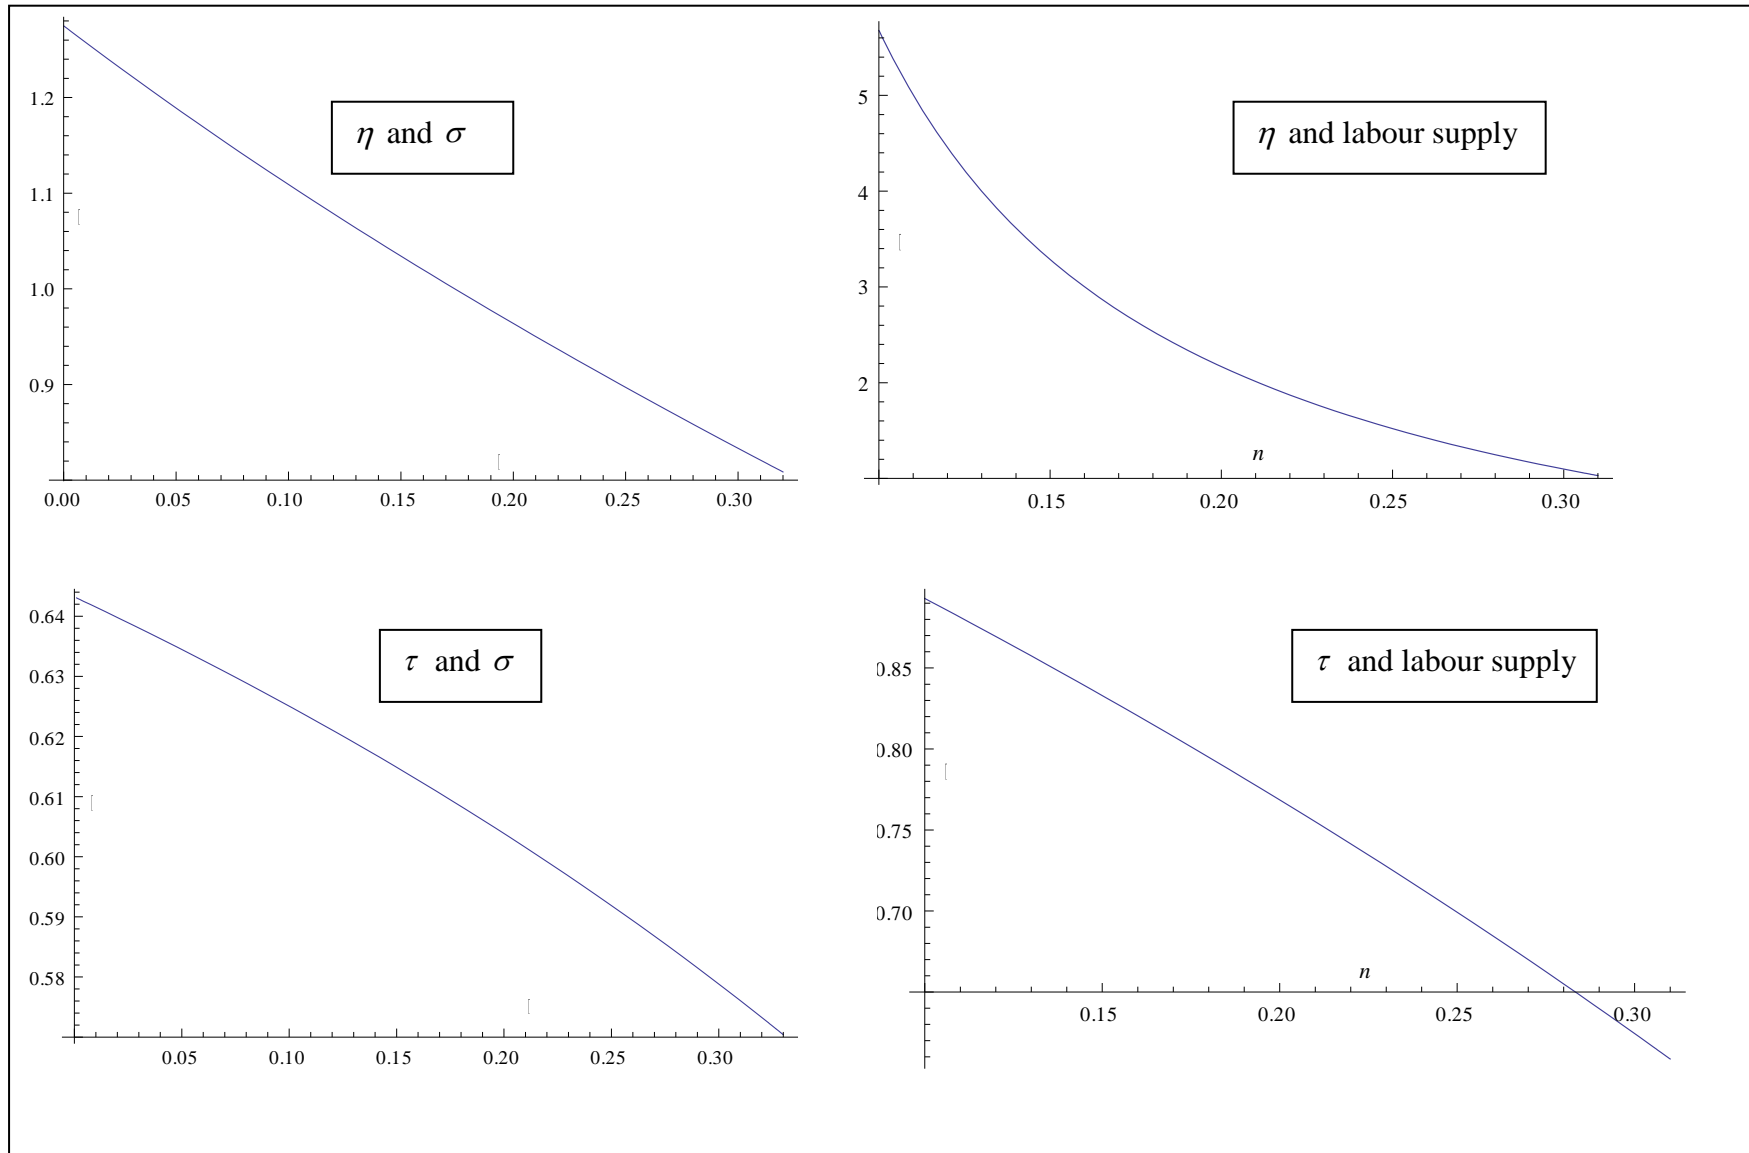 η and σ
1.2
1.1
1.0
0.9
0.00 0.05 0.10 0.15 0.20 0.25 0.30
η and labour supply
5
4
3
2
n
0.15 0.20 0.25 0.30
τ and σ
0.64
0.63
0.62
0.61
0.60
0.59
0.58
0.05 0.10 0.15 0.20 0.25 0.30
τ and labour supply
0.85
0.80
0.75
0.70
n
0.15 0.20 0.25 0.30